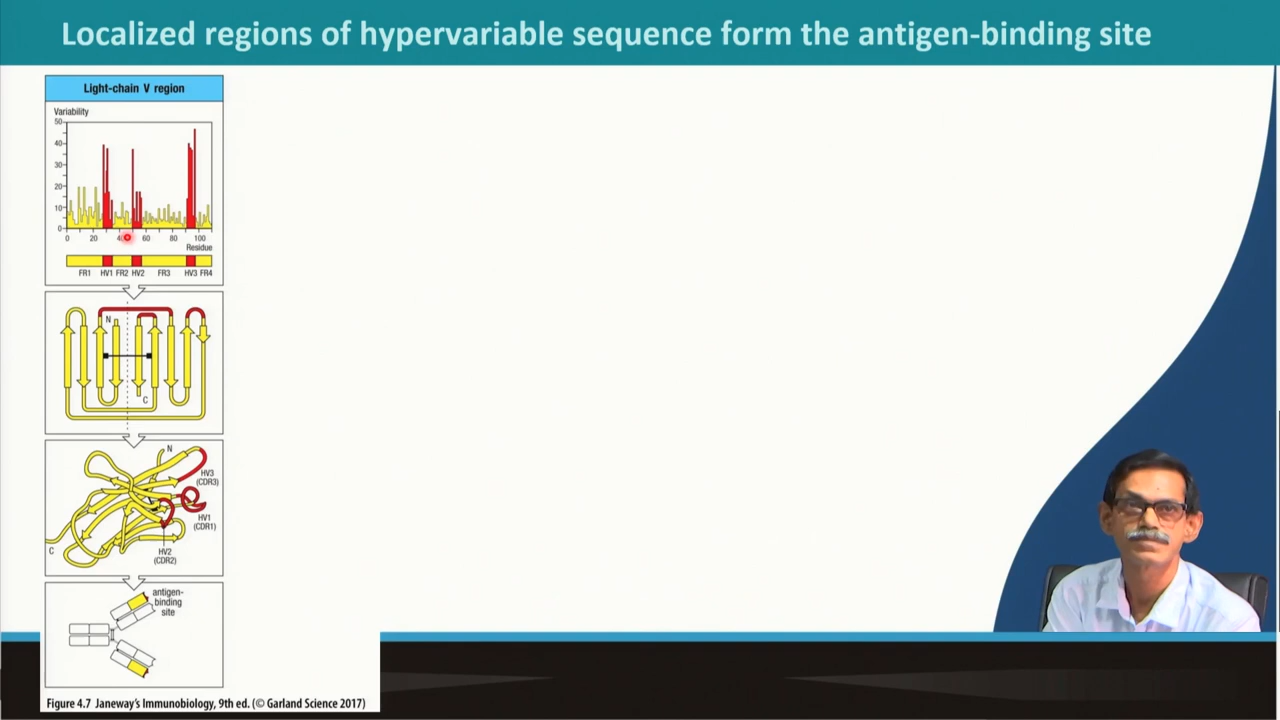 Localized regions of hypervariable sequence form the antigen-binding site
Light-chain V region
Variability
50
40
30
20
10
0
0 20 4 60 80 100
Residue
FR1 HV1 FR2 HV2 FR3 HV3 FR4
N
C
N
HV3
(CDR3)
HV1
(CDR1)
C
HV2
(CDR2)
antigen-
binding
site
Figure 4.7 Janeway's Immunobiology, 9th ed. (© Garland Science 2017)